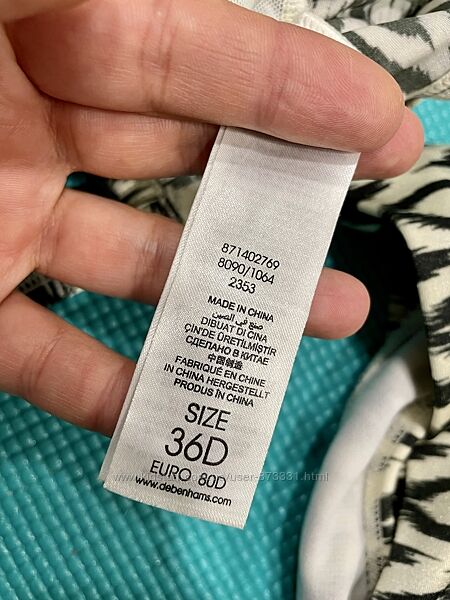 871402769
8090/1064
2353
MADE IN CHINA
صنع في الصين
DIBUAT DI CINA
ÇİN'DE ÜRETİLMİŞTİR
СДЕЛАНО В КИТАЕ
中國制造
FABRIQUÉ EN CHINE
IN CHINA HERGESTELLT
PRODUS ÎN CHINA
SIZE
36D
EURO 80D
www.debenhams.com